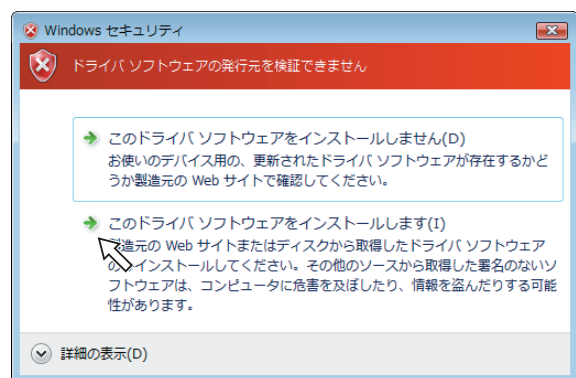 Windows セキュリティ
ドライバ ソフトウェアの発行元を検証できません
このドライバ ソフトウェアをインストールしません(D)
お使いのデバイス用の、更新されたドライバ ソフトウェアが存在するかど
うか製造元の Web サイトで確認してください。
このドライバ ソフトウェアをインストールします(I)
造元の Web サイトまたはディスクから取得したドライバ ソフトウェア
インストールしてください。その他のソースから取得した署名のないソ
フトウェアは、コンピュータに危害を及ぼしたり、情報を盗んだりする可能
性があります。
詳細の表示(D)